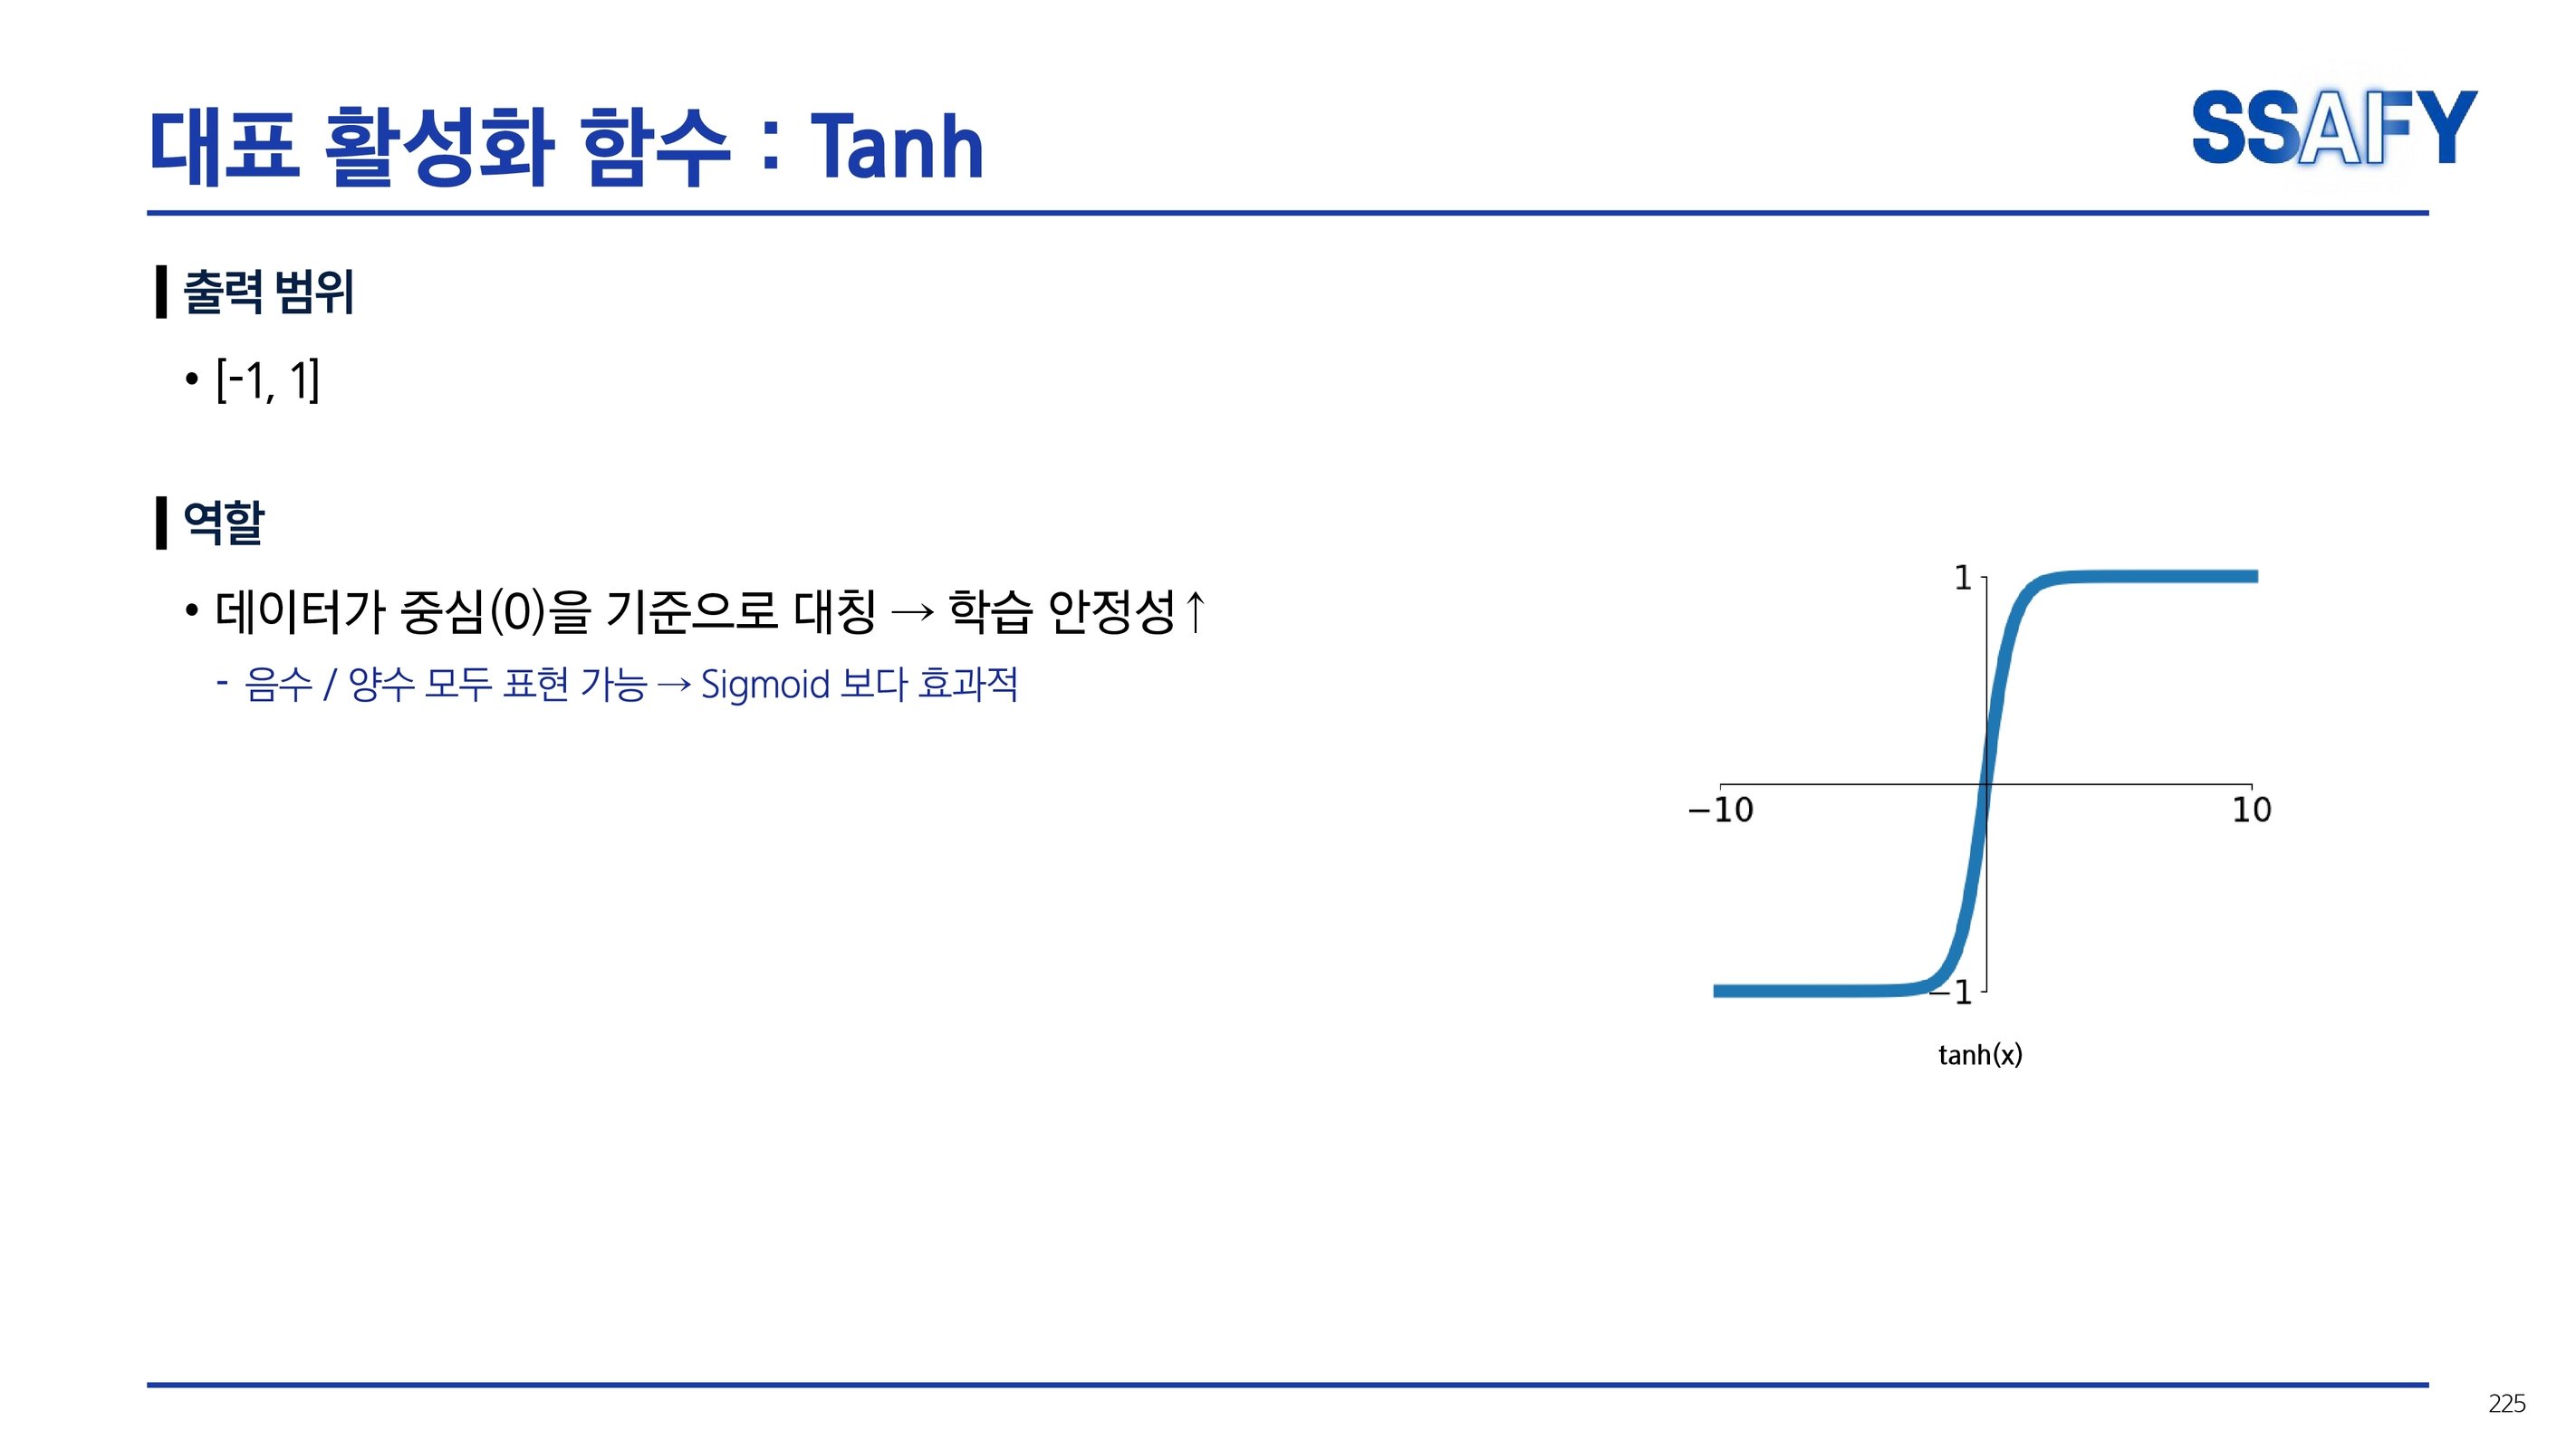 대표 활성화 함수 : Tanh
SSAFY
출력 범위
• [-1, 1]
역할
• 데이터가 중심(0)을 기준으로 대칭 → 학습 안정성↑
- 음수 / 양수 모두 표현 가능 → Sigmoid 보다 효과적
1
−10
10
−1
tanh(x)
225